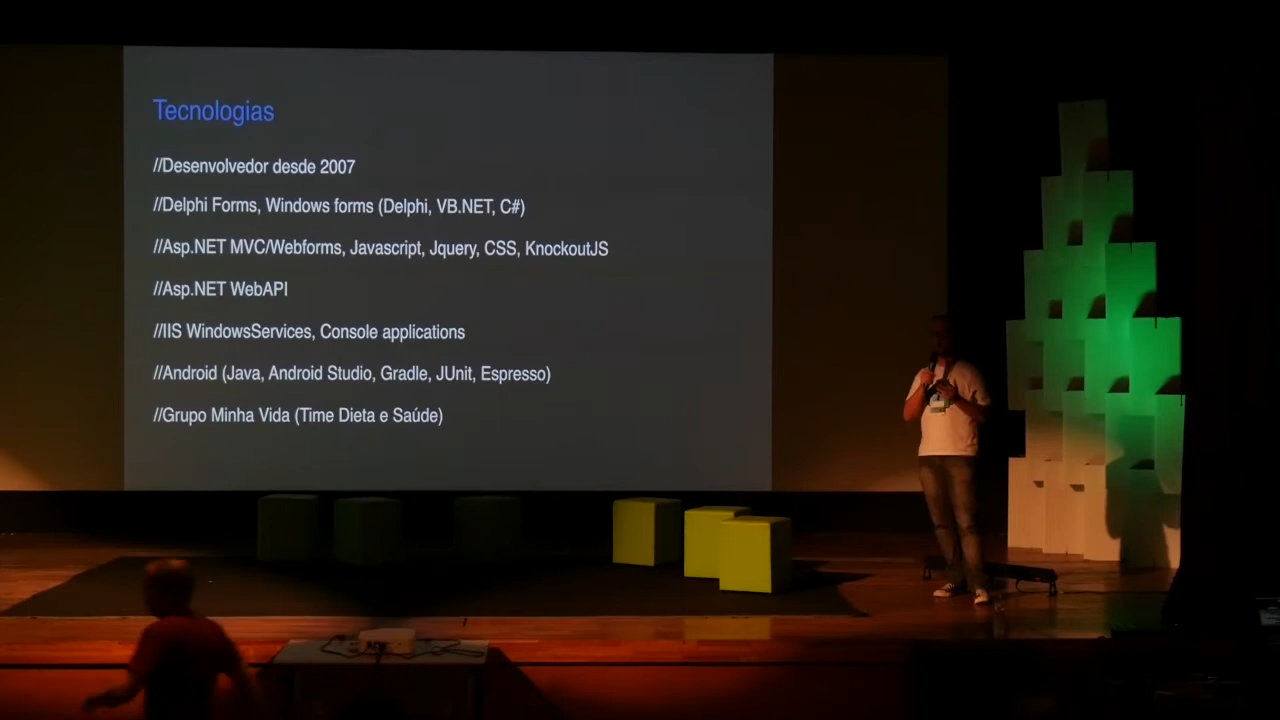 Tecnologias
//Desenvolvedor desde 2007
//Delphi Forms, Windows forms (Delphi, VB.NET, C#)
//Asp.NET MVC/Webforms, Javascript, Jquery, CSS, KnockoutJS
//Asp.NET WebAPI
//IIS WindowsServices, Console applications
//Android (Java, Android Studio, Gradle, JUnit, Espresso)
//Grupo Minha Vida (Time Dieta e Saúde)